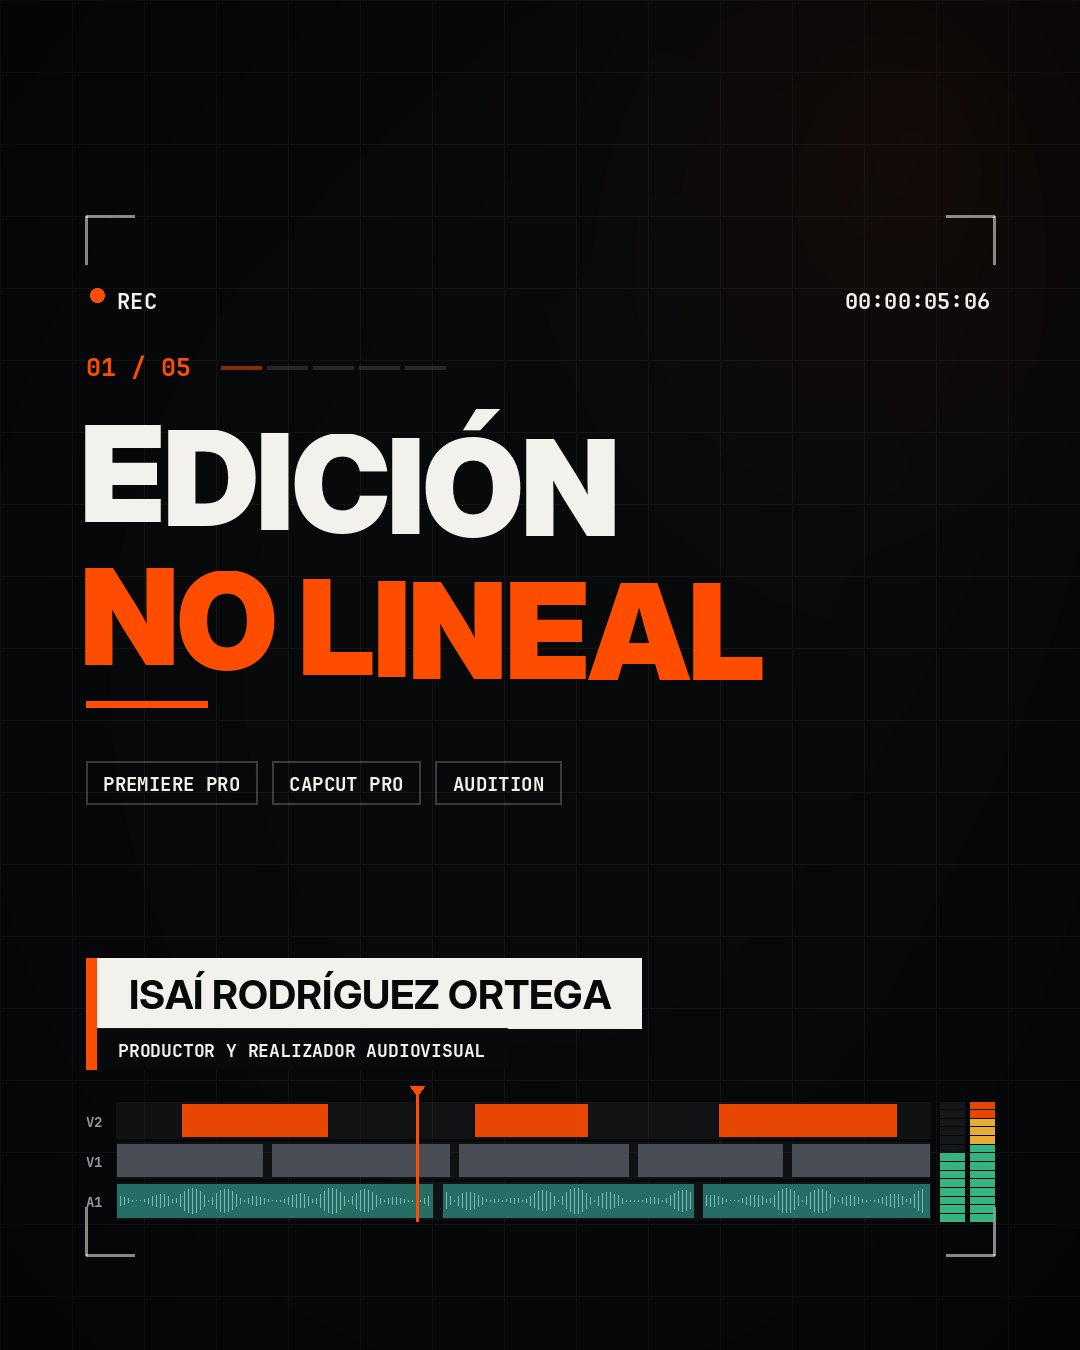 REC
00:00:05:06
01 / 05
EDICIÓN
NO LINEAL
PREMIERE PRO
CAPCUT PRO
AUDITION
ISAÍ RODRÍGUEZ ORTEGA
PRODUCTOR Y REALIZADOR AUDIOVISUAL
V2
V1
A1